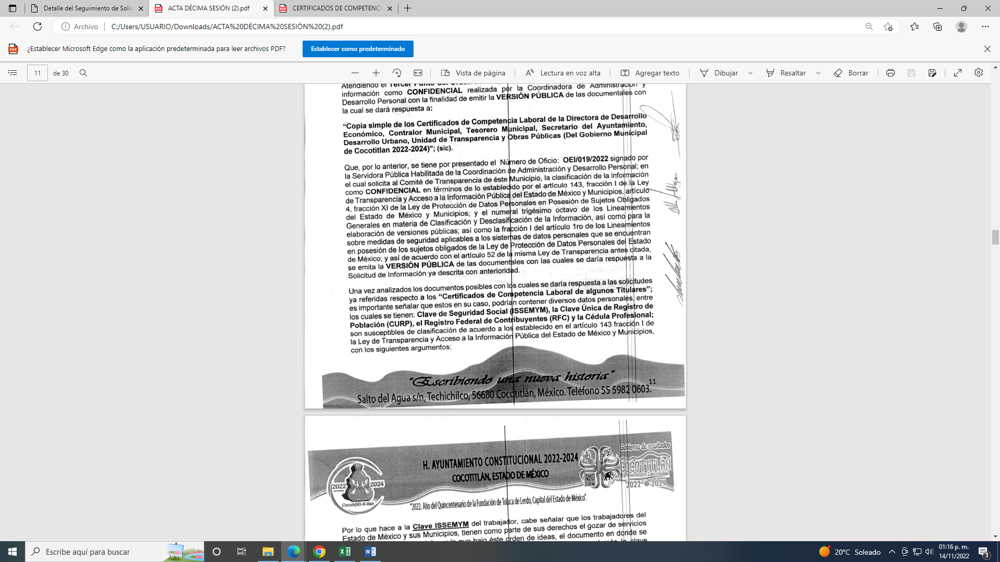 Detalle del Seguimiento de Solic
ACTA DÉCIMA SESIÓN (2).pdf
CERTIFICADOS DE COMPETENCIA
Archivo
C:/Users/USUARIO/Downloads/ACTA%20DÉCIMA%20SESIÓN%20(2).pdf
¿Establecer Microsoft Edge como la aplicación predeterminada para leer archivos PDF?
Establecer como predeterminado
11 de 30
Vista de página
Lectura en voz alta
Agregar texto
Dibujar
Resaltar
Borrar
Atendiendo el Tercer Punto del Orden
información como CONFIDENCIAL realizada por la Coordinadora de Administración y
Desarrollo Personal con la finalidad de emitir la VERSIÓN PÚBLICA de las documentales con
la cual se dará respuesta a:
“Copia simple de los Certificados de Competencia Laboral de la Directora de Desarrollo
Económico, Contralor Municipal, Tesorero Municipal, Secretario del Ayuntamiento,
Desarrollo Urbano, Unidad de Transparencia y Obras Públicas (Del Gobierno Municipal
de Cocotitlan 2022-2024)”; (sic).
Que, por lo anterior, se tiene por presentado el Número de Oficio: OEI/019/2022 signado por
la Servidora Pública Habilitada de la Coordinación de Administración y Desarrollo Personal; en
el cual solicita al Comité de Transparencia de éste Municipio, la clasificación de la información
como CONFIDENCIAL en términos de lo establecido por el artículo 143, fracción I de la Ley
de Transparencia y Acceso a la Información Pública del Estado de México y Municipios, artículo
4, fracción XI de la Ley de Protección de Datos Personales en Posesión de Sujetos Obligados
del Estado de México y Municipios; y el numeral trigésimo octavo de los Lineamientos
Generales en materia de Clasificación y Desclasificación de la Información, así como para la
elaboración de versiones públicas; así como la fracción I del artículo 1ro de los Lineamientos
sobre medidas de seguridad aplicables a los sistemas de datos personales que se encuentran
en posesión de los sujetos obligados de la Ley de Protección de Datos Personales del Estado
de México; y así de acuerdo con el artículo 52 de la misma Ley de Transparencia antes citada,
se emita la VERSIÓN PÚBLICA de las documentales con las cuales se daría respuesta a la
Solicitud de Información ya descrita con anterioridad.
Una vez analizados los documentos posibles con los cuales se daría respuesta a las solicitudes
ya referidas respecto a los “Certificados de Competencia Laboral de algunos Titulares”;
es importante señalar que estos en su caso, podrían contener diversos datos personales, entre
los cuales se tienen: Clave de Seguridad Social (ISSEMYM), la Clave Única de Registro de
Población (CURP), el Registro Federal de Contribuyentes (RFC) y la Cédula Profesional;
son susceptibles de clasificación de acuerdo a los establecido en el artículo 143 fracción I de
la Ley de Transparencia y Acceso a la Información Pública del Estado de México y Municipios,
con los siguientes argumentos:
“Escribiendo una nueva historia”
11
Salto del Agua s/n, Techichilco, 56680 Cocotitlán, México. Teléfono 55 5982 0603.
H. AYUNTAMIENTO CONSTITUCIONAL 2022-2024
COCOTITLÁN, ESTADO DE MÉXICO
2022 2024
Cocoh(tli)-ti-tlan
Gobierno de resultados
COCOTITLÁN
2022-2024
“2022. Año del Quincentenario de la Fundación de Toluca de Lerdo, Capital del Estado de México”.
Por lo que hace a la Clave ISSEMYM del trabajador, cabe señalar que los trabajadores del
Estado de México y sus Municipios, tienen como parte de sus derechos el gozar de servicios
lo que bajo éste orden de ideas, el documento en donde se
Escribe aquí para buscar
20°C Soleado
01:16 p. m.
14/11/2022
3